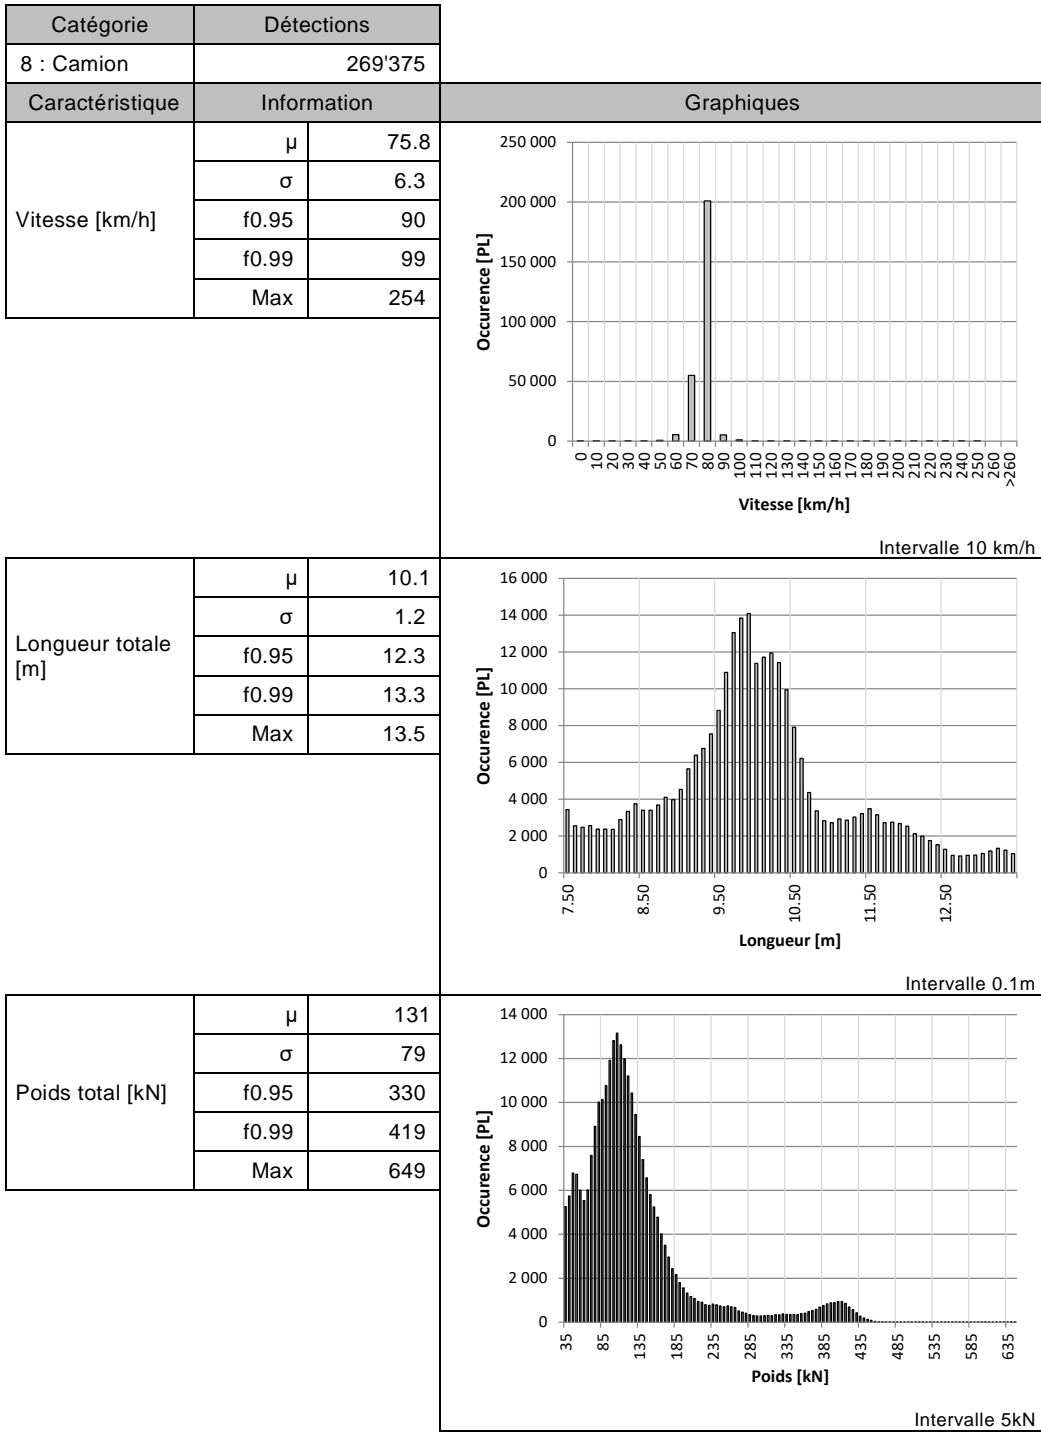 Catégorie Détections
8 : Camion 269'375
Caractéristique Information Graphiques
Vitesse [km/h]
µ 75.8
σ 6.3
f0.95 90
f0.99 99
Max 254
250 000
200 000
150 000
100 000
50 000
0
Occurence [PL]
0 10 20 30 40 50 60 70 80 90 100 110 120 130 140 150 160 170 180 190 200 210 220 230 240 250 260 >260
Vitesse [km/h]
Intervalle 10 km/h
Longueur totale
[m]
µ 10.1
σ 1.2
f0.95 12.3
f0.99 13.3
Max 13.5
16 000
14 000
12 000
10 000
8 000
6 000
4 000
2 000
0
Occurence [PL]
7.50 8.50 9.50 10.50 11.50 12.50
Longueur [m]
Intervalle 0.1m
Poids total [kN]
µ 131
σ 79
f0.95 330
f0.99 419
Max 649
14 000
12 000
10 000
8 000
6 000
4 000
2 000
0
Occurence [PL]
35 85 135 185 235 285 335 385 435 485 535 585 635
Poids [kN]
Intervalle 5kN